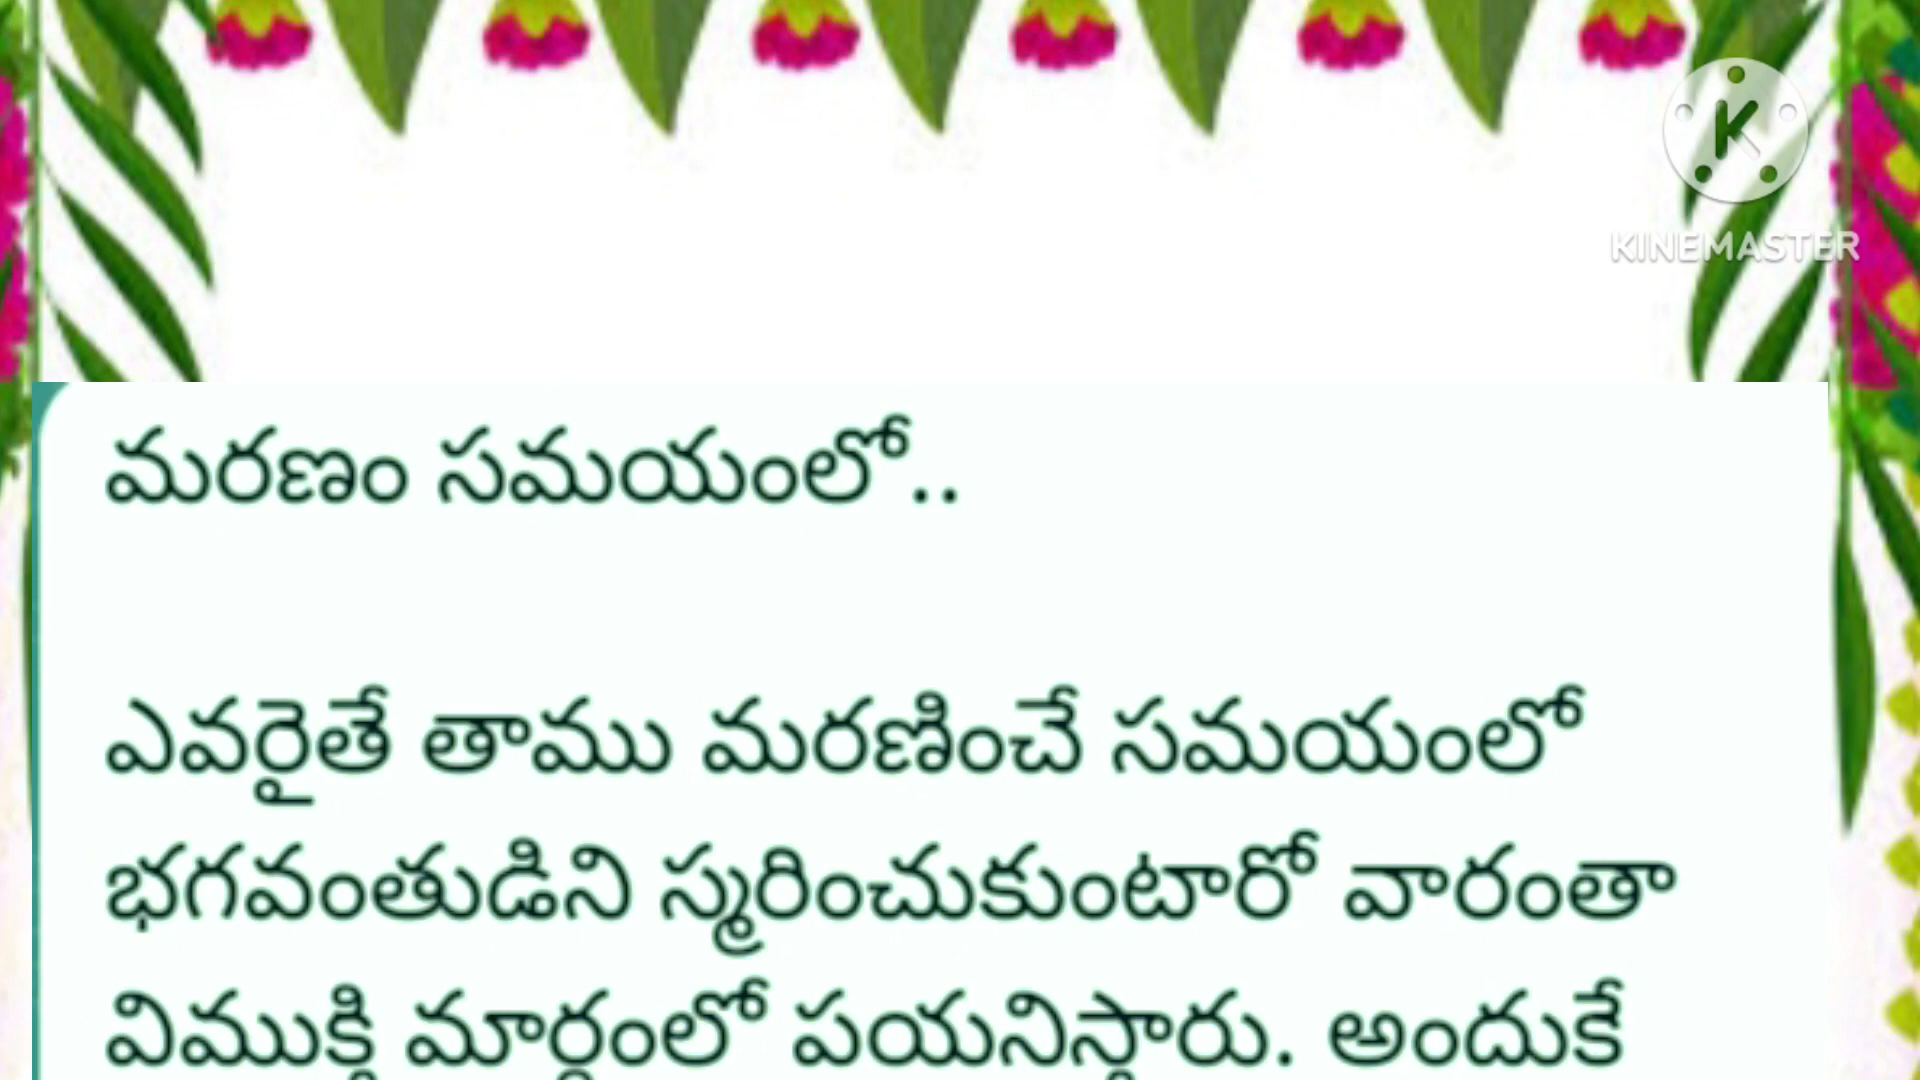 K
KINEMASTER
మరణం సమయంలో..
ఎవరైతే తాము మరణించే సమయంలో
భగవంతుడిని స్మరించుకుంటారో వారంతా
విముక్తి మార్గంలో పయనిస్తారు. అందుకే